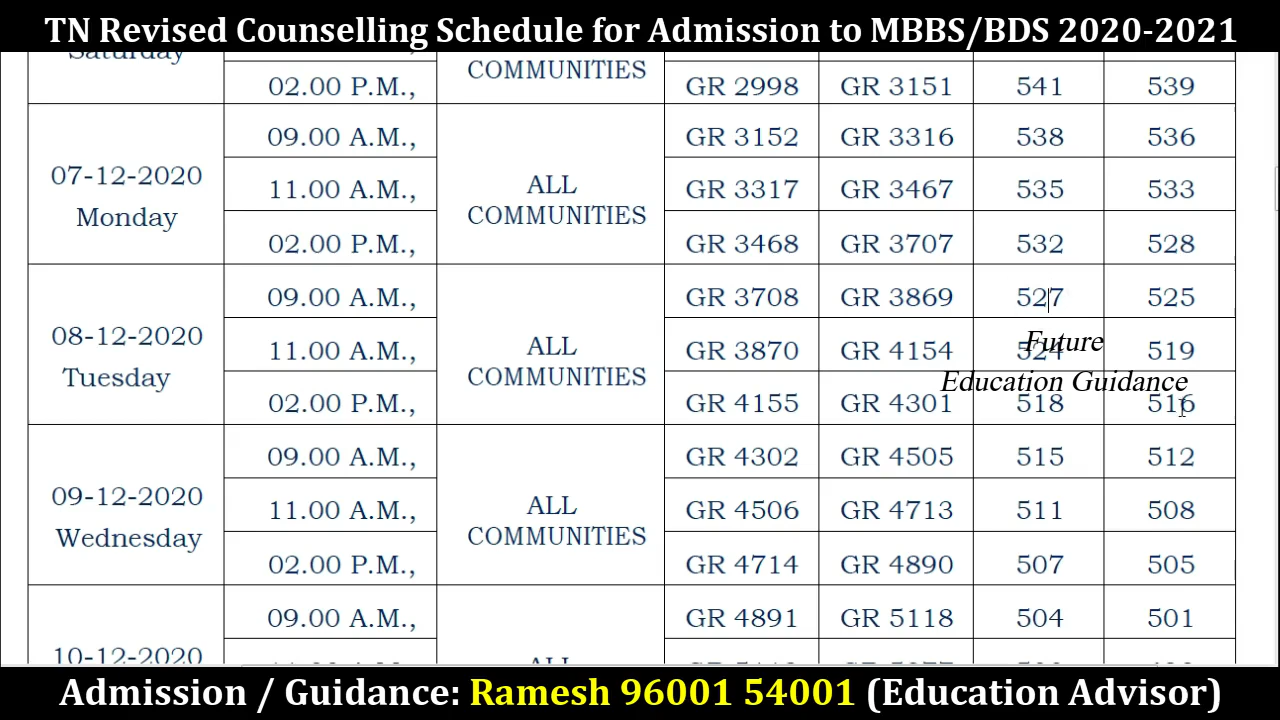 TN Revised Counselling Schedule for Admission to MBBS/BDS 2020-2021
Saturday
COMMUNITIES
02.00 P.M., GR 2998 GR 3151 541 539
07-12-2020 Monday ALL COMMUNITIES
09.00 A.M., GR 3152 GR 3316 538 536
11.00 A.M., GR 3317 GR 3467 535 533
02.00 P.M., GR 3468 GR 3707 532 528
08-12-2020 Tuesday ALL COMMUNITIES
09.00 A.M., GR 3708 GR 3869 527 525
11.00 A.M., GR 3870 GR 4154 524 519
02.00 P.M., GR 4155 GR 4301 518 516
Future
Education Guidance
09-12-2020 Wednesday ALL COMMUNITIES
09.00 A.M., GR 4302 GR 4505 515 512
11.00 A.M., GR 4506 GR 4713 511 508
02.00 P.M., GR 4714 GR 4890 507 505
10-12-2020 ALL
09.00 A.M., GR 4891 GR 5118 504 501
Admission / Guidance: Ramesh 96001 54001 (Education Advisor)